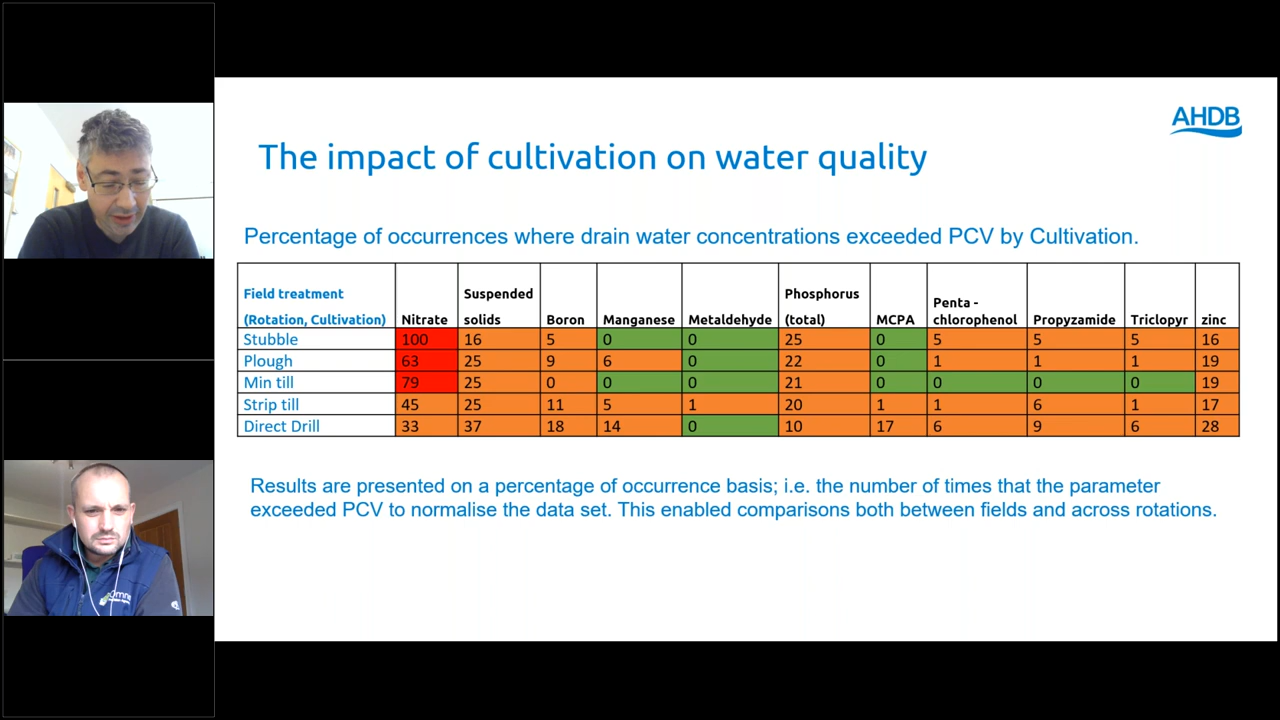 AHDB
The impact of cultivation on water quality
Percentage of occurrences where drain water concentrations exceeded PCV by Cultivation.
Field treatment (Rotation, Cultivation) Nitrate Suspended solids Boron Manganese Metaldehyde Phosphorus (total) MCPA Penta - chlorophenol Propyzamide Triclopyr zinc
Stubble 100 16 5 0 0 25 0 5 5 5 16
Plough 63 25 9 6 0 22 0 1 1 1 19
Min till 79 25 0 0 0 21 0 0 0 0 19
Strip till 45 25 11 5 1 20 1 1 6 1 17
Direct Drill 33 37 18 14 0 10 17 6 9 6 28
Results are presented on a percentage of occurrence basis; i.e. the number of times that the parameter
exceeded PCV to normalise the data set. This enabled comparisons both between fields and across rotations.